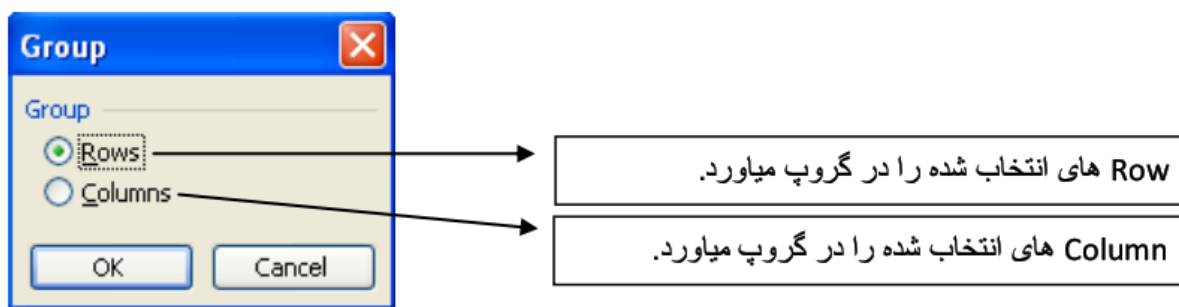 Group
Group
Rows
Columns
OK
Cancel
Row های انتخاب شده را در گروپ میاورد.
Column های انتخاب شده را در گروپ میاورد.